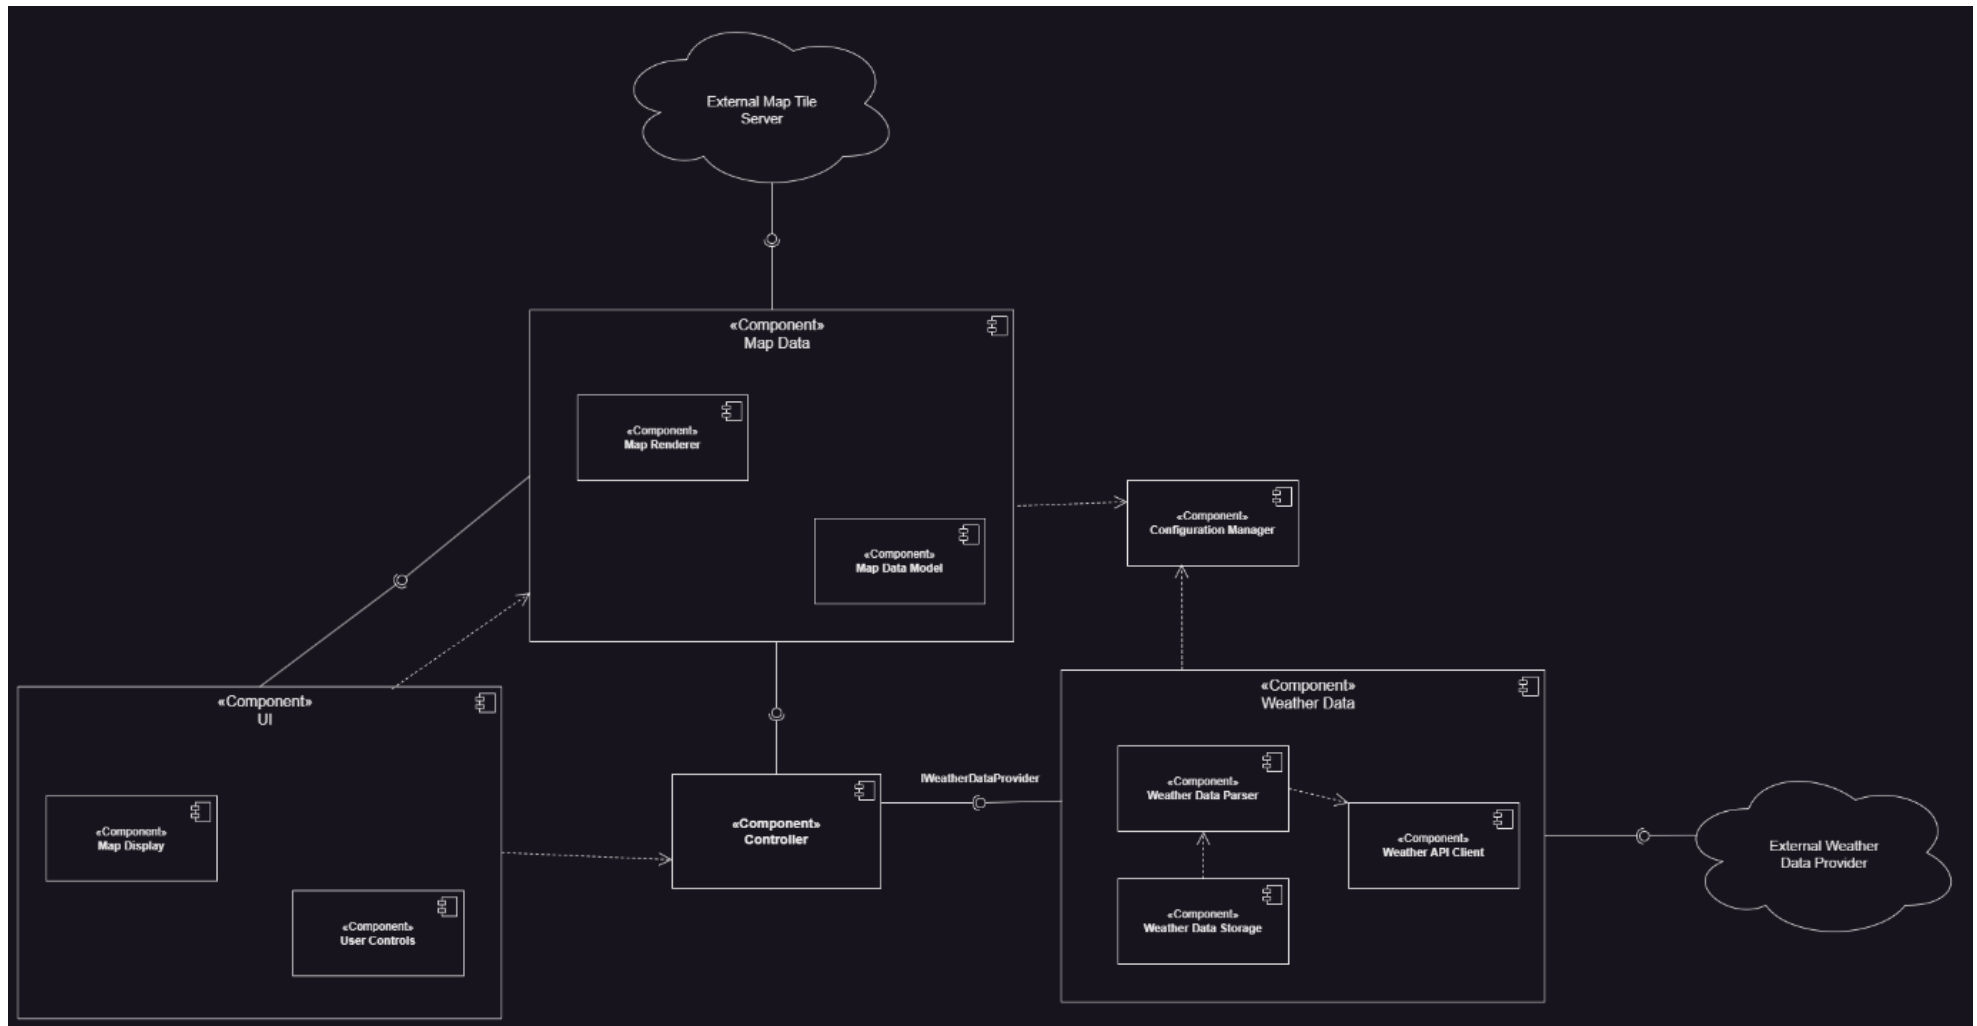 External Map Tile
Server
«Component»
Map Data
«Component»
Map Renderer
«Component»
Map Data Model
«Component»
Configuration Manager
«Component»
UI
«Component»
Map Display
«Component»
User Controls
«Component»
Controller
IWeatherDataProvider
«Component»
Weather Data
«Component»
Weather Data Parser
«Component»
Weather API Client
«Component»
Weather Data Storage
External Weather
Data Provider